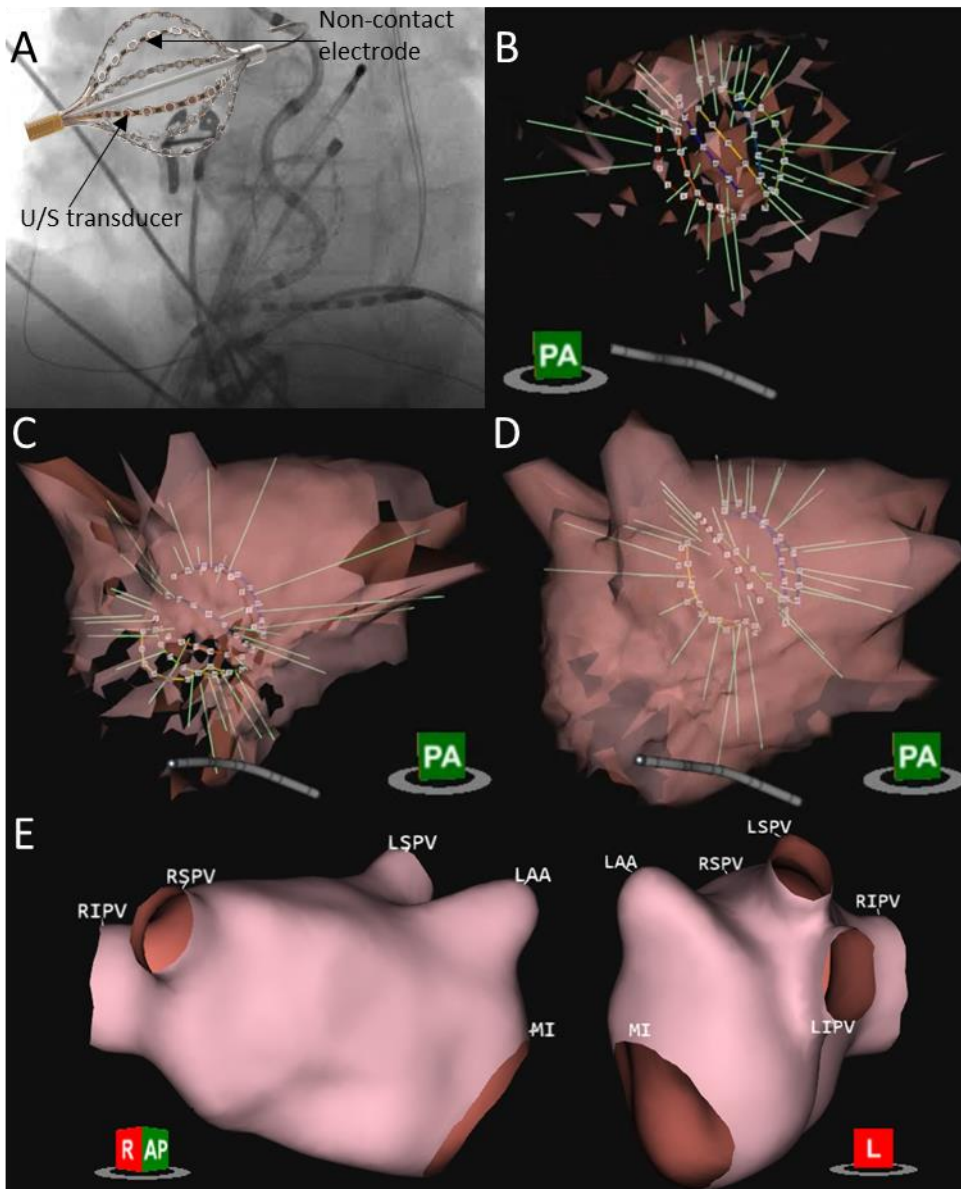 A
Non-contact
electrode
U/S transducer
B
PA
C
PA
D
PA
E
RIPV
RSPV
LSPV
LAA
MI
R AP
LAA
RSPV
LSPV
RIPV
MI
LIPV
L